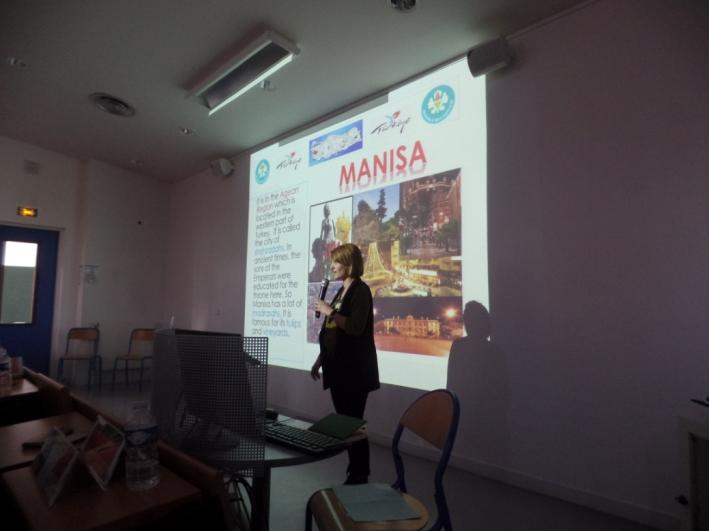 Türkiye
Türkiye
MANISA
It is in the Agean
Region which is
located in the
western part of
Turkey. It is called
the city of
shahzadahs. In
ancient times, the
sons of the
Emperors were
educated for the
throne here. So
Manisa has a lot of
madrasahs. It is
famous for its tulips
and vineyards.